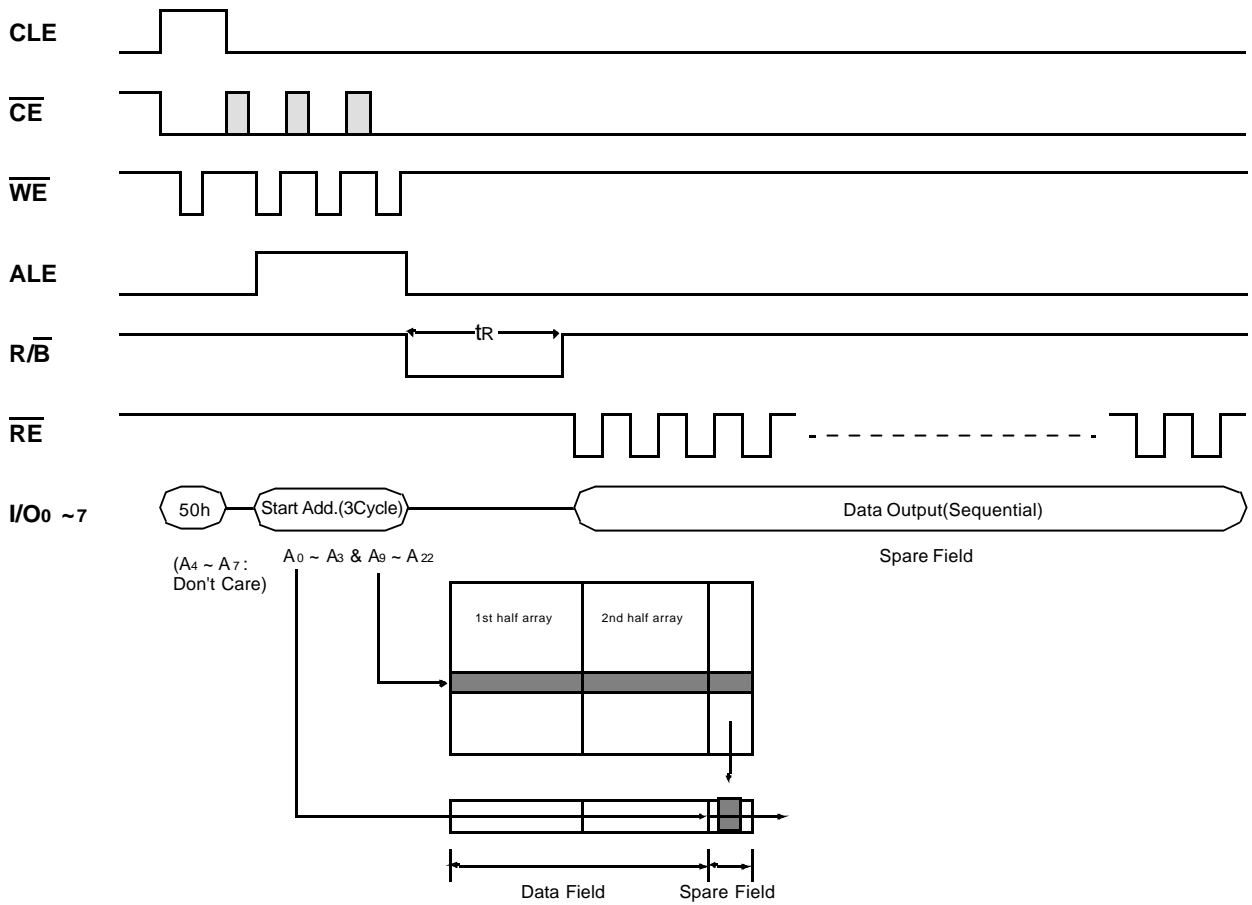 CLE
CE
WE
ALE
tR
R/B
RE
I/O0 ~7
50h
Start Add.(3Cycle)
Data Output(Sequential)
(A4 ~ A7 :
Don't Care)
A0 ~ A3 & A9 ~ A22
Spare Field
1st half array
2nd half array
Data Field
Spare Field